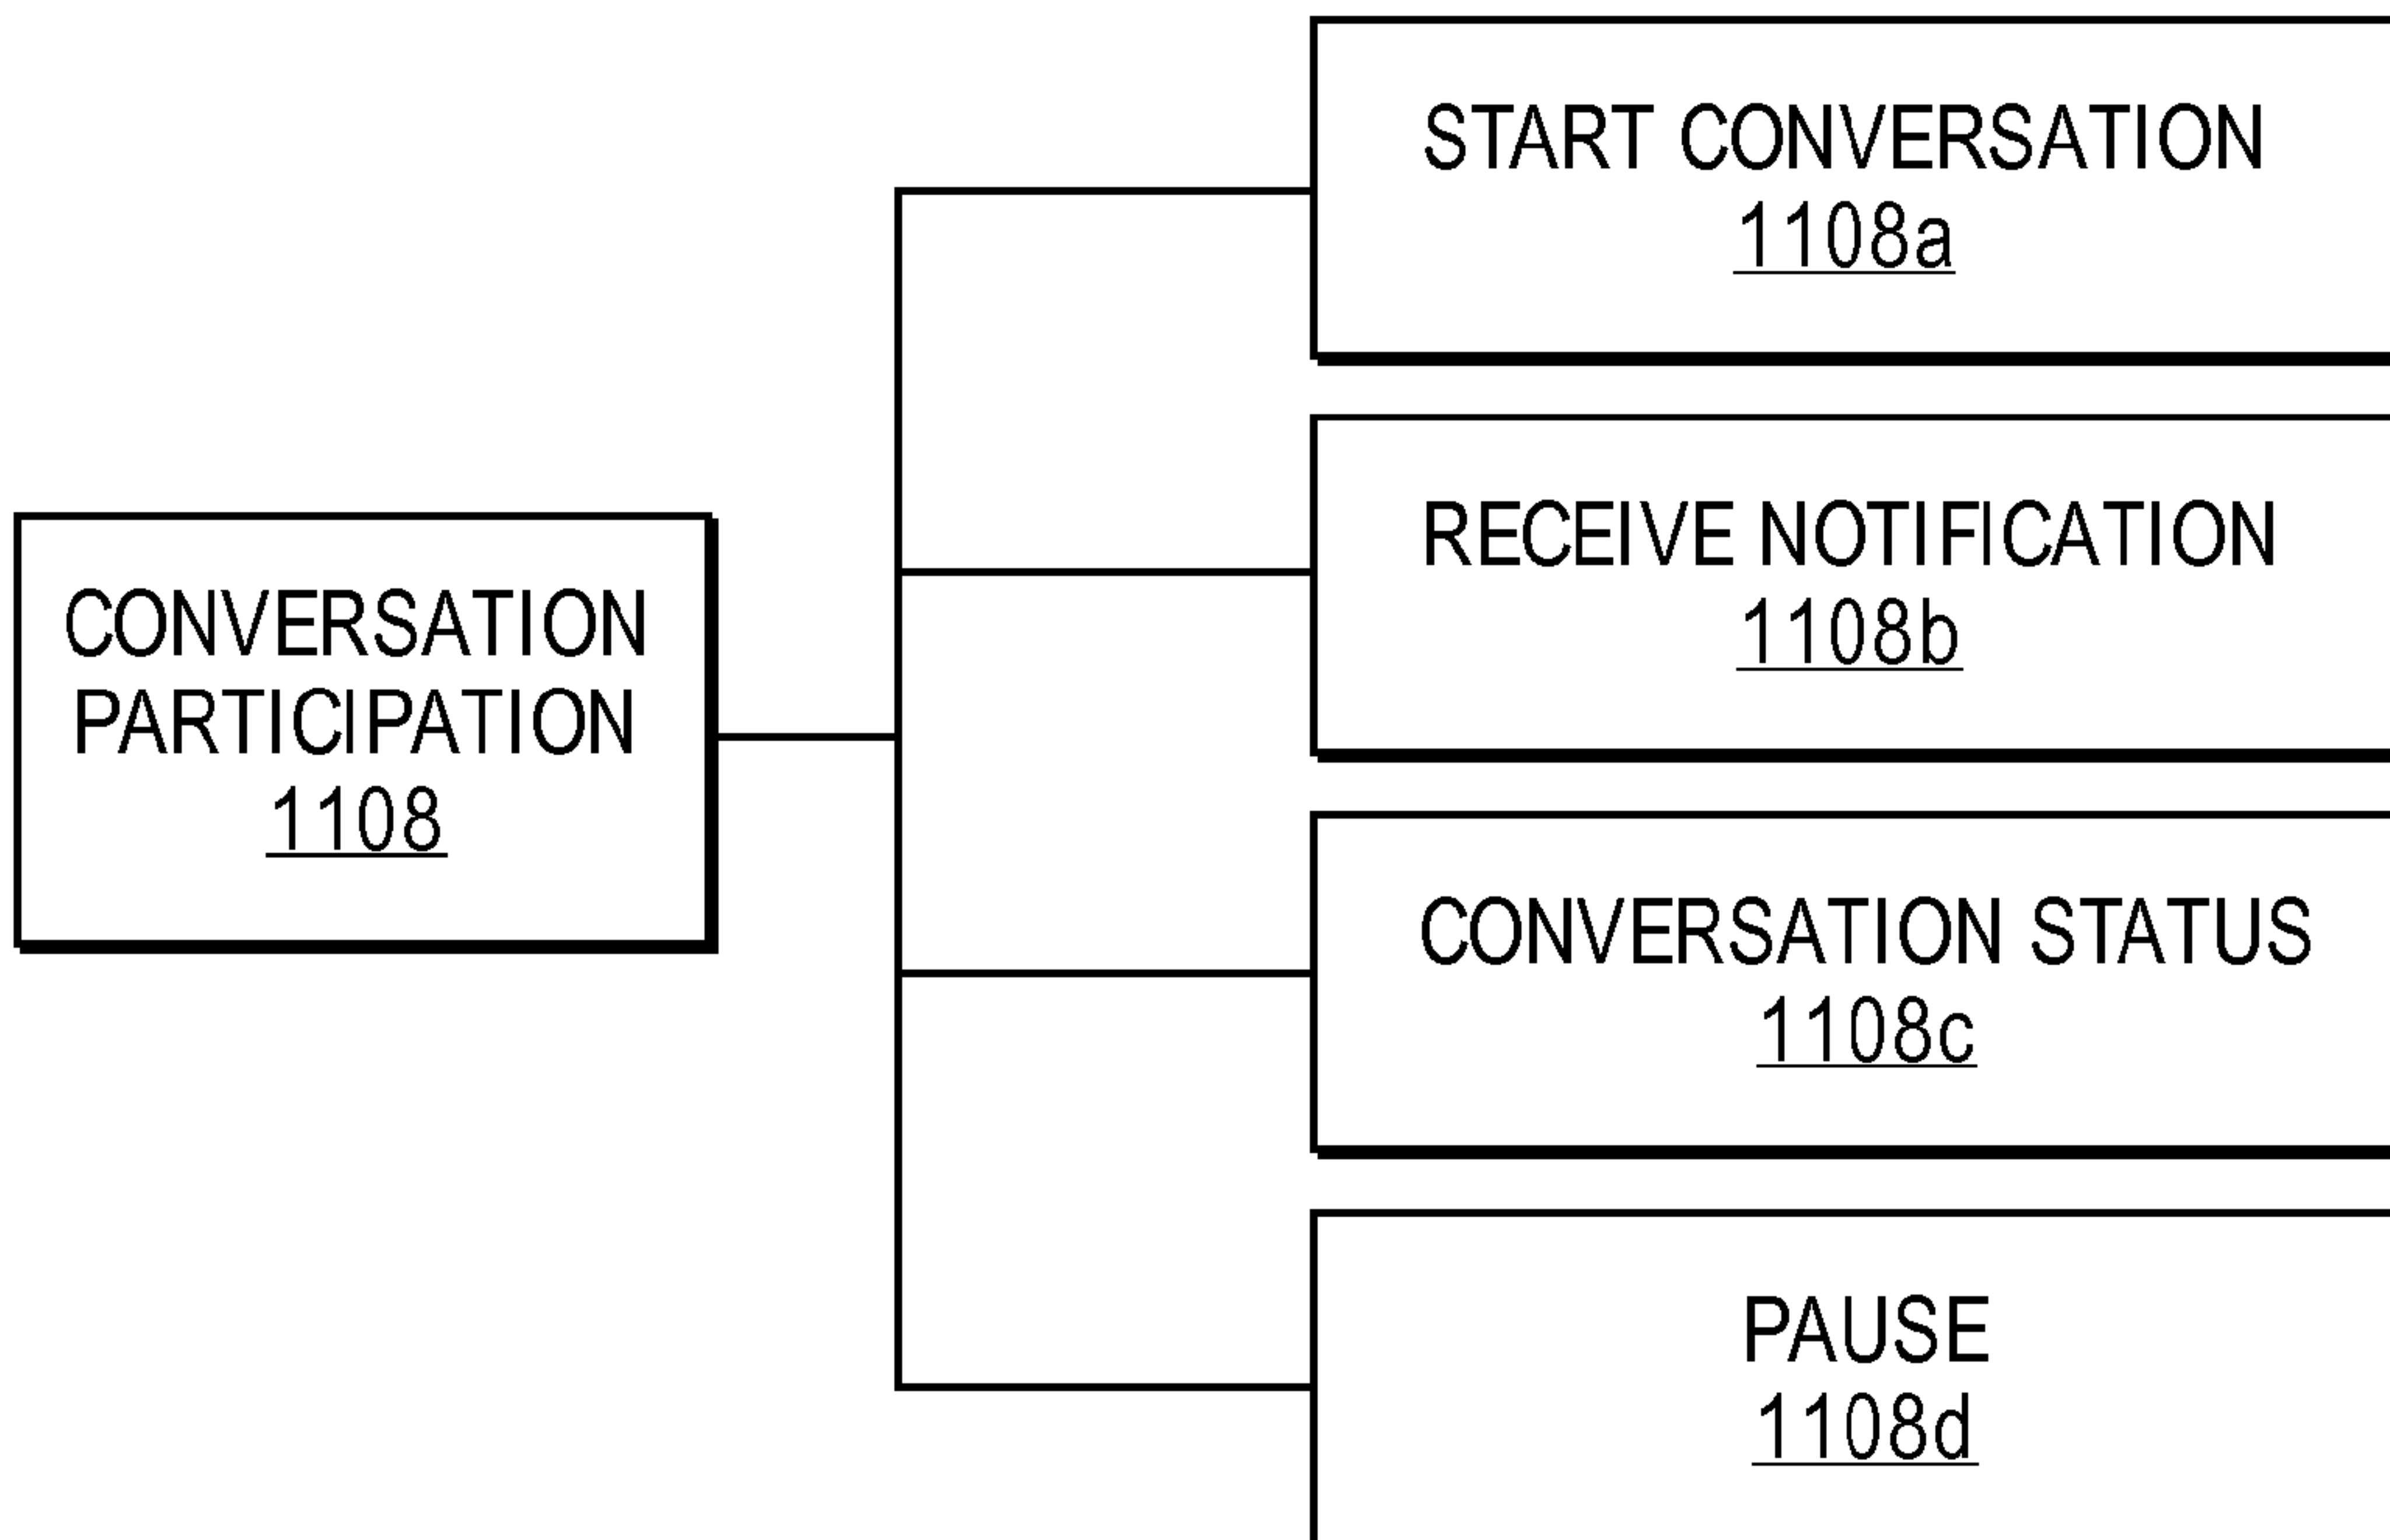 START CONVERSATION
1108a
RECEIVE NOTIFICATION
1108b
CONVERSATION
PARTICIPATION
1108
CONVERSATION STATUS
1108c
PAUSE
1108d